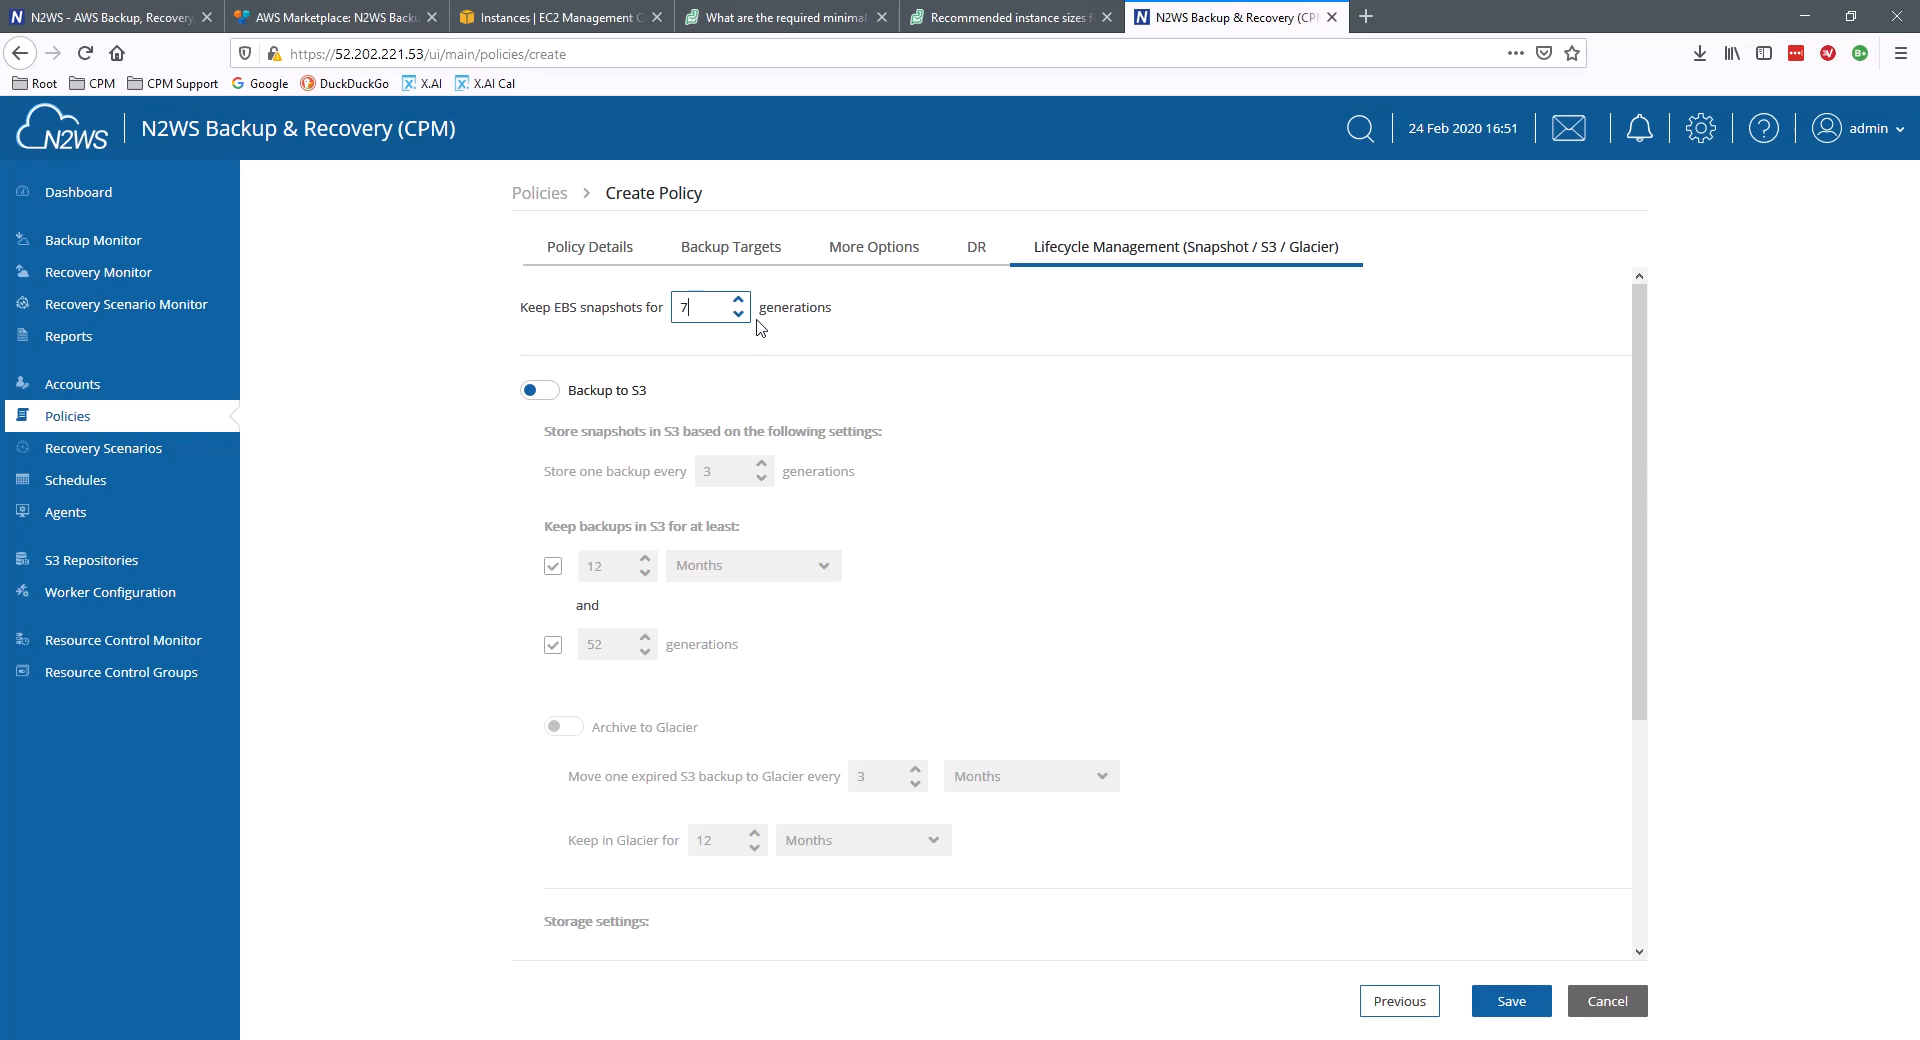 N2WS - AWS Backup, Recovery
AWS Marketplace: N2WS Backu
Instances | EC2 Management C
What are the required minimal
Recommended instance sizes f
N2WS Backup & Recovery (CP
https://52.202.221.53/ui/main/policies/create
Root
CPM
CPM Support
Google
DuckDuckGo
X.AI
X.AI Cal
N2WS
N2WS Backup & Recovery (CPM)
24 Feb 2020 16:51
admin
Dashboard
Backup Monitor
Recovery Monitor
Recovery Scenario Monitor
Reports
Accounts
Policies
Recovery Scenarios
Schedules
Agents
S3 Repositories
Worker Configuration
Resource Control Monitor
Resource Control Groups
Policies > Create Policy
Policy Details
Backup Targets
More Options
DR
Lifecycle Management (Snapshot / S3 / Glacier)
Keep EBS snapshots for 7 generations
Backup to S3
Store snapshots in S3 based on the following settings:
Store one backup every 3 generations
Keep backups in S3 for at least:
12 Months
and
52 generations
Archive to Glacier
Move one expired S3 backup to Glacier every 3 Months
Keep in Glacier for 12 Months
Storage settings:
Previous
Save
Cancel